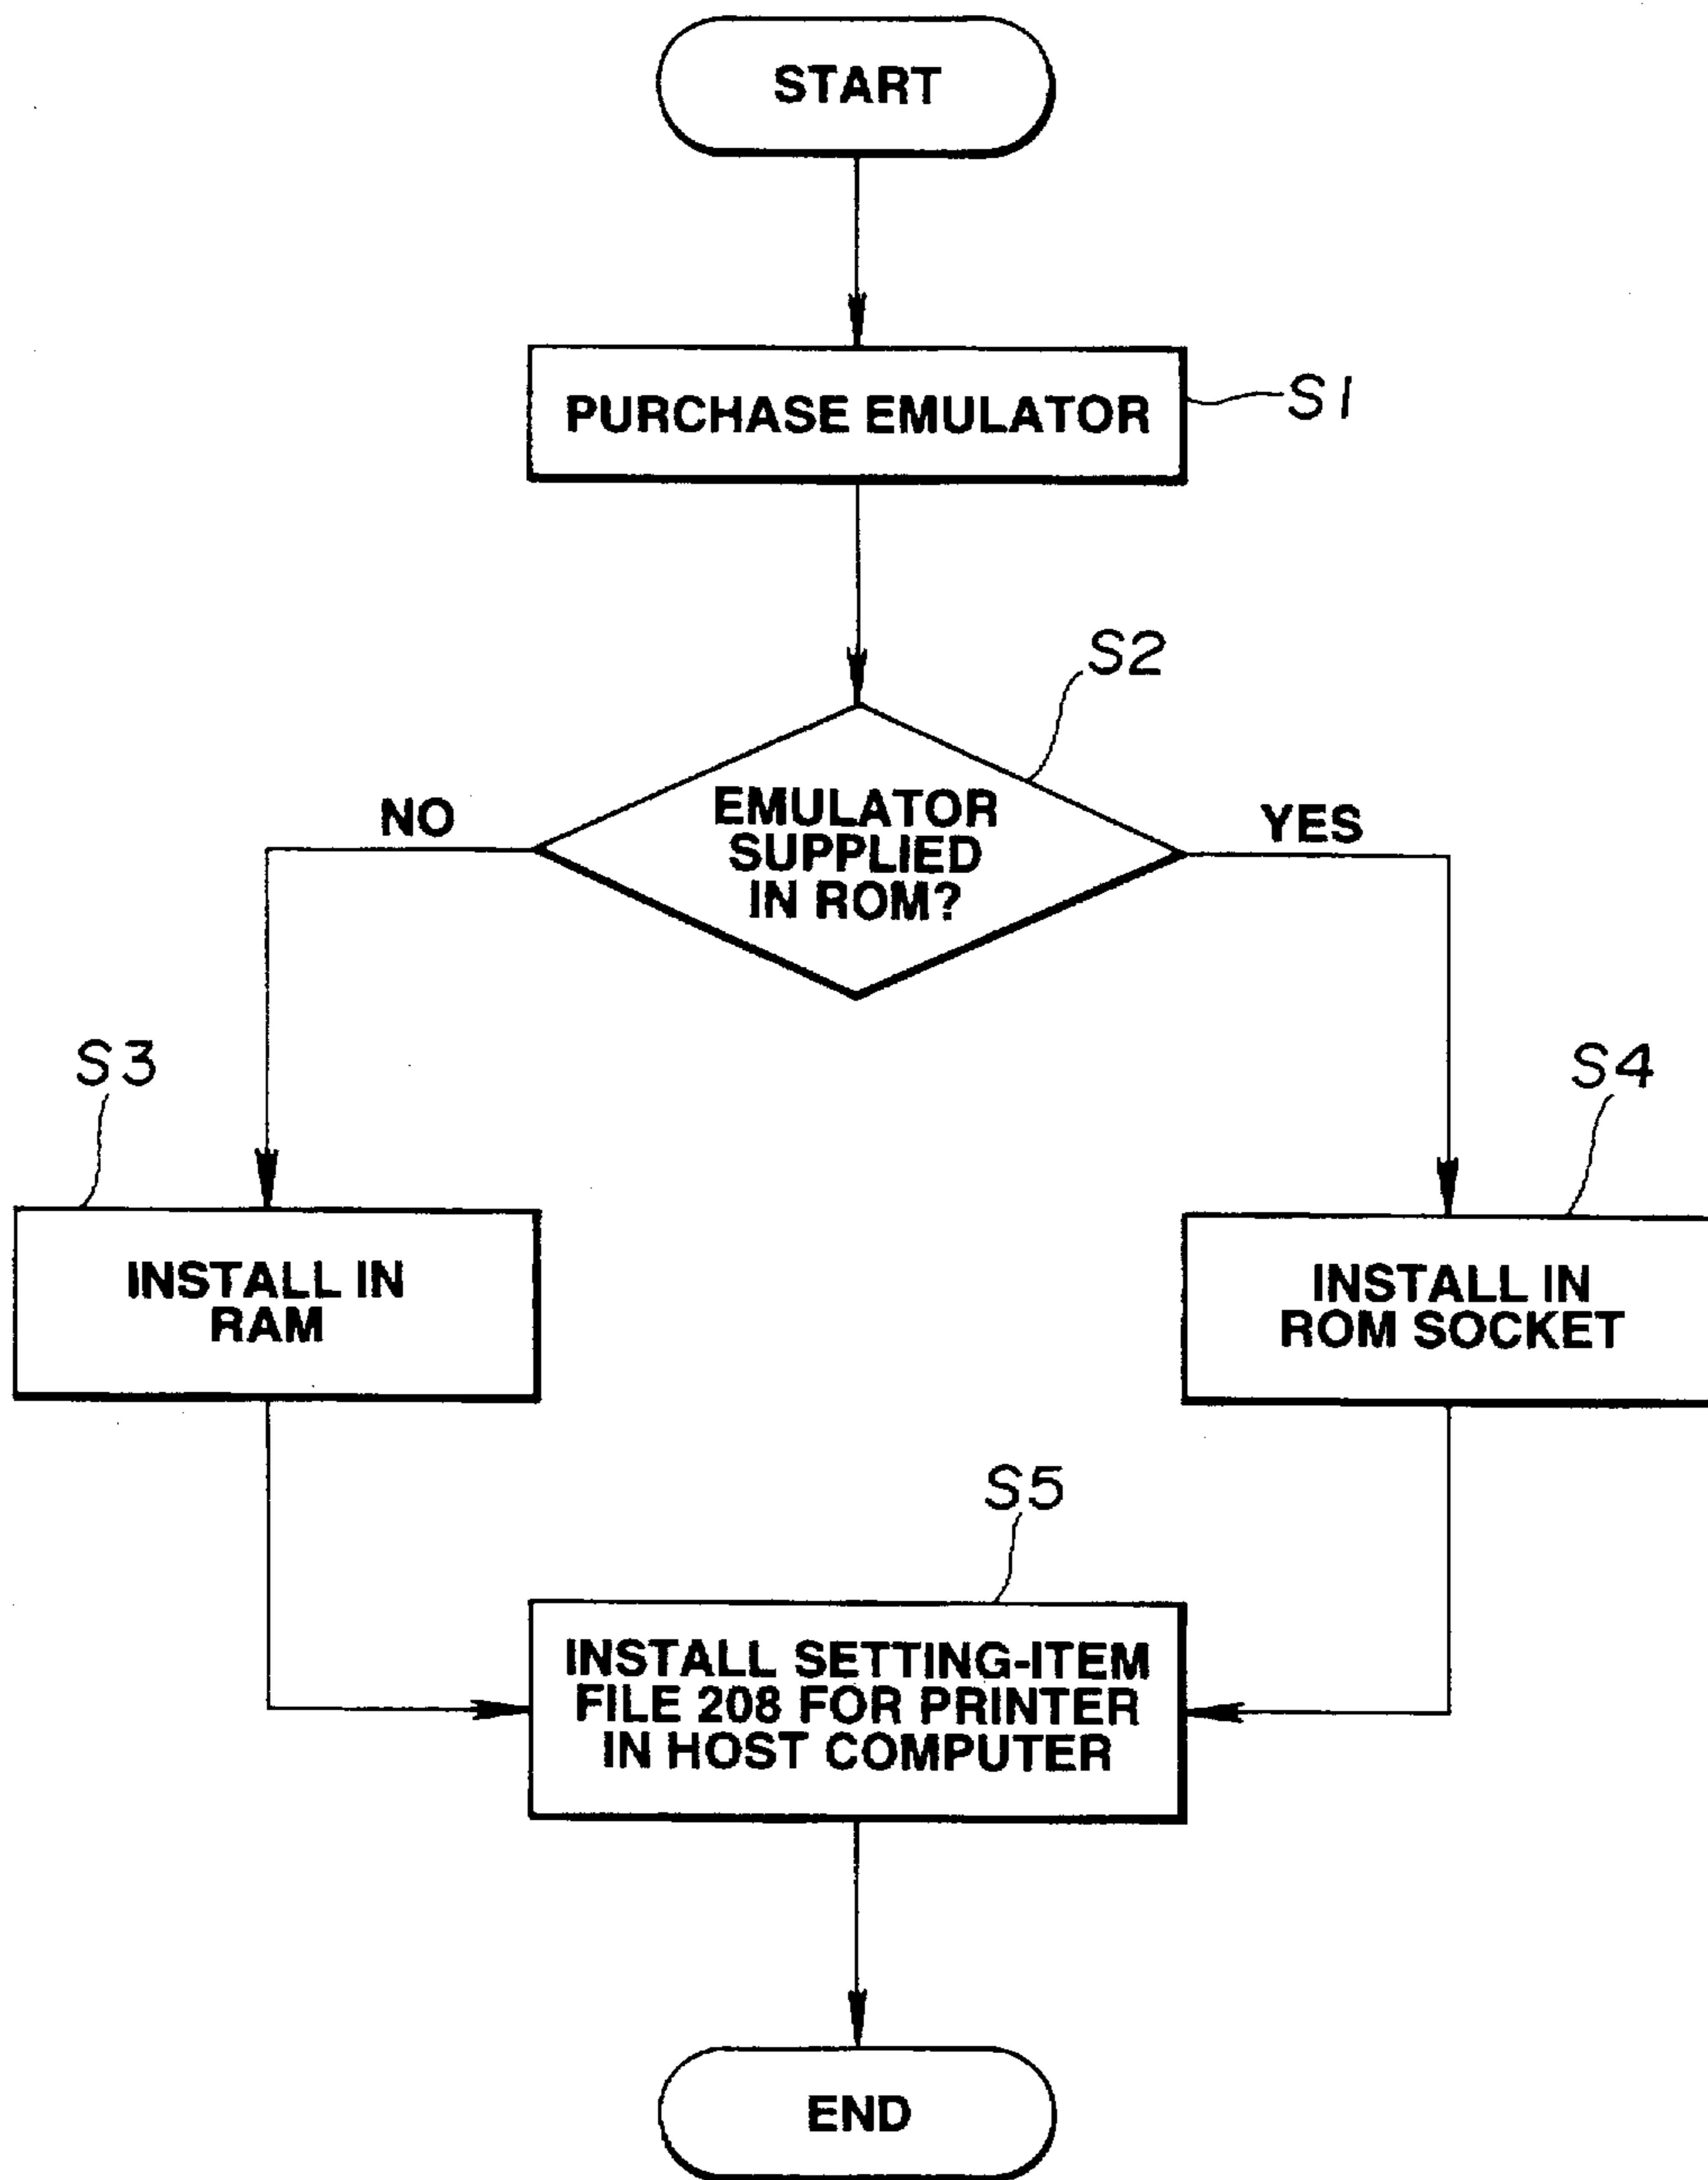 START
PURCHASE EMULATOR
S1
S2
EMULATOR
SUPPLIED
IN ROM?
NO
YES
S3
INSTALL IN
RAM
S4
INSTALL IN
ROM SOCKET
S5
INSTALL SETTING-ITEM
FILE 208 FOR PRINTER
IN HOST COMPUTER
END